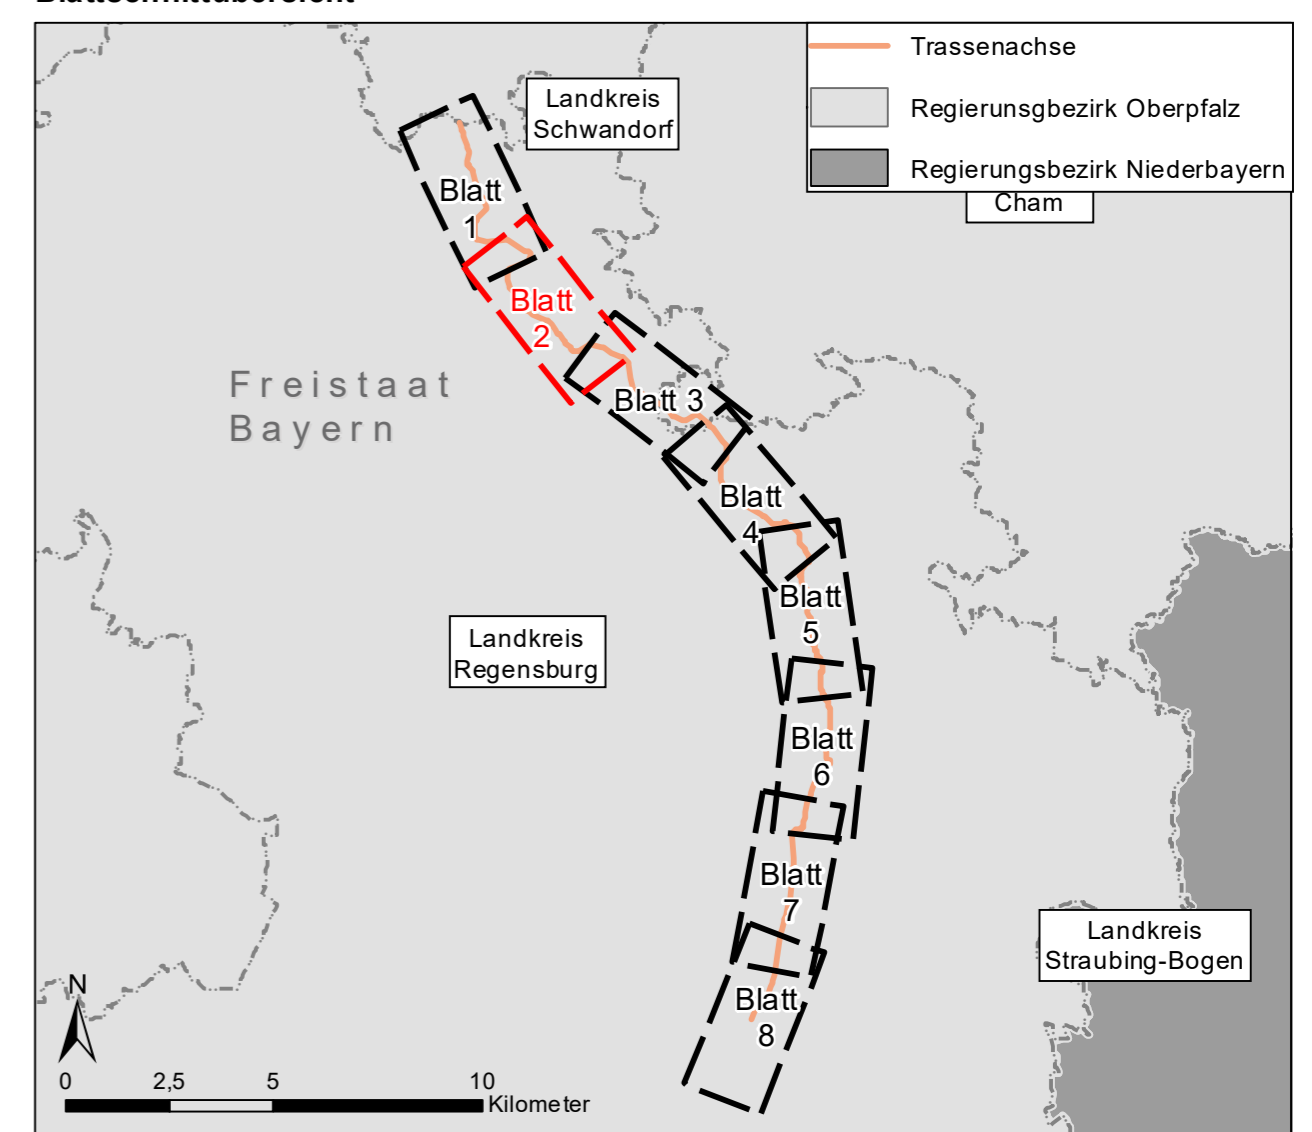 Blattschnittübersicht
Trassenachse
Regierunsgbezirk Oberpfalz
Regierungsbezirk Niederbayern
Landkreis
Schwandorf
Cham
Blatt
1
Blatt
2
Freistaat
Bayern
Blatt 3
Blatt
4
Blatt
5
Landkreis
Regensburg
Blatt
6
Blatt
7
Landkreis
Straubing-Bogen
Blatt
8
N
0 2,5 5 10
Kilometer